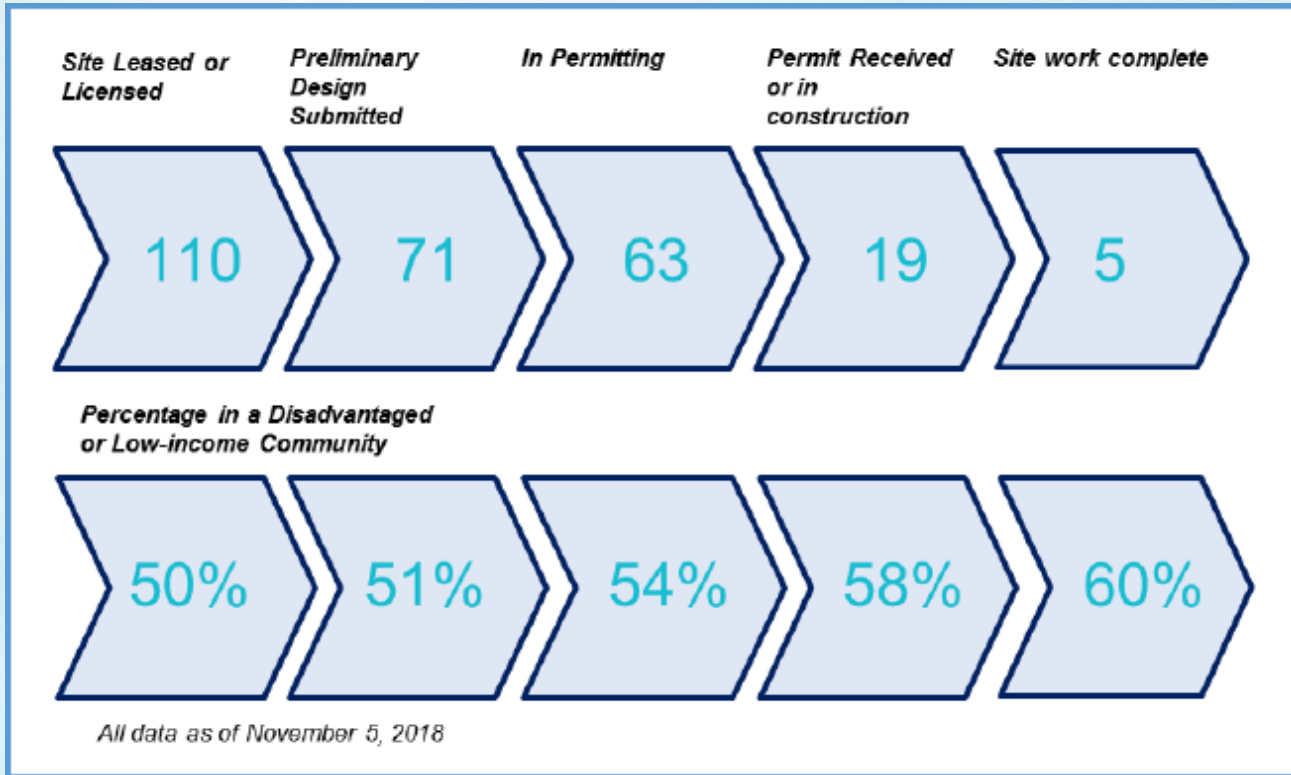 Site Leased or
Licensed
Preliminary
Design
Submitted
In Permitting
Permit Received
or in
construction
Site work complete
110
71
63
19
5
Percentage in a Disadvantaged
or Low-income Community
50%
51%
54%
58%
60%
All data as of November 5, 2018